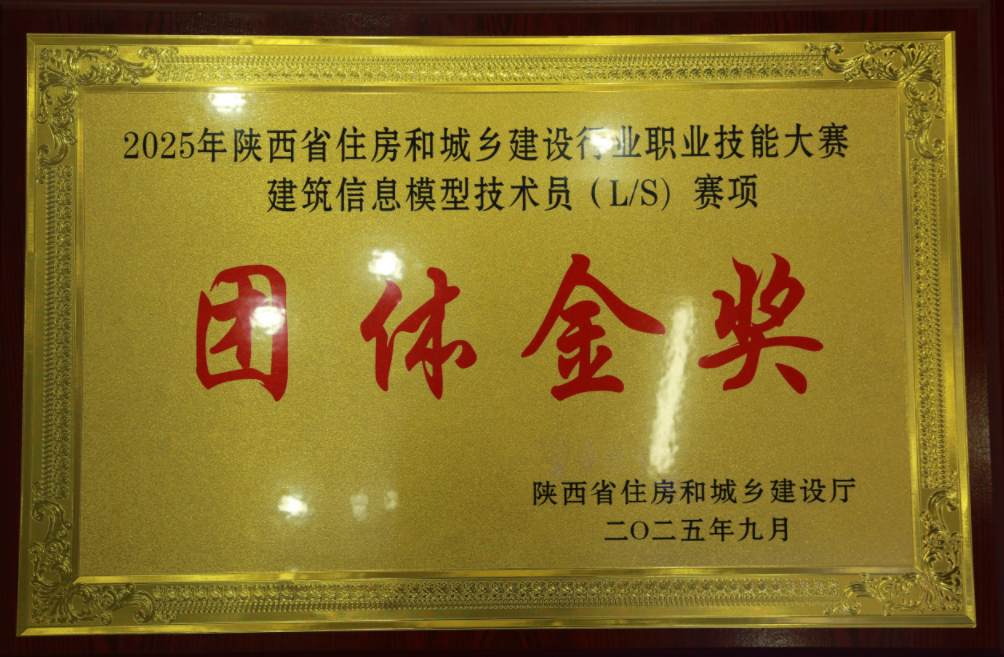 2025年陕西省住房和城乡建设行业职业技能大赛
建筑信息模型技术员（L/S）赛项
团体金奖
陕西省住房和城乡建设厅
二〇二五年九月